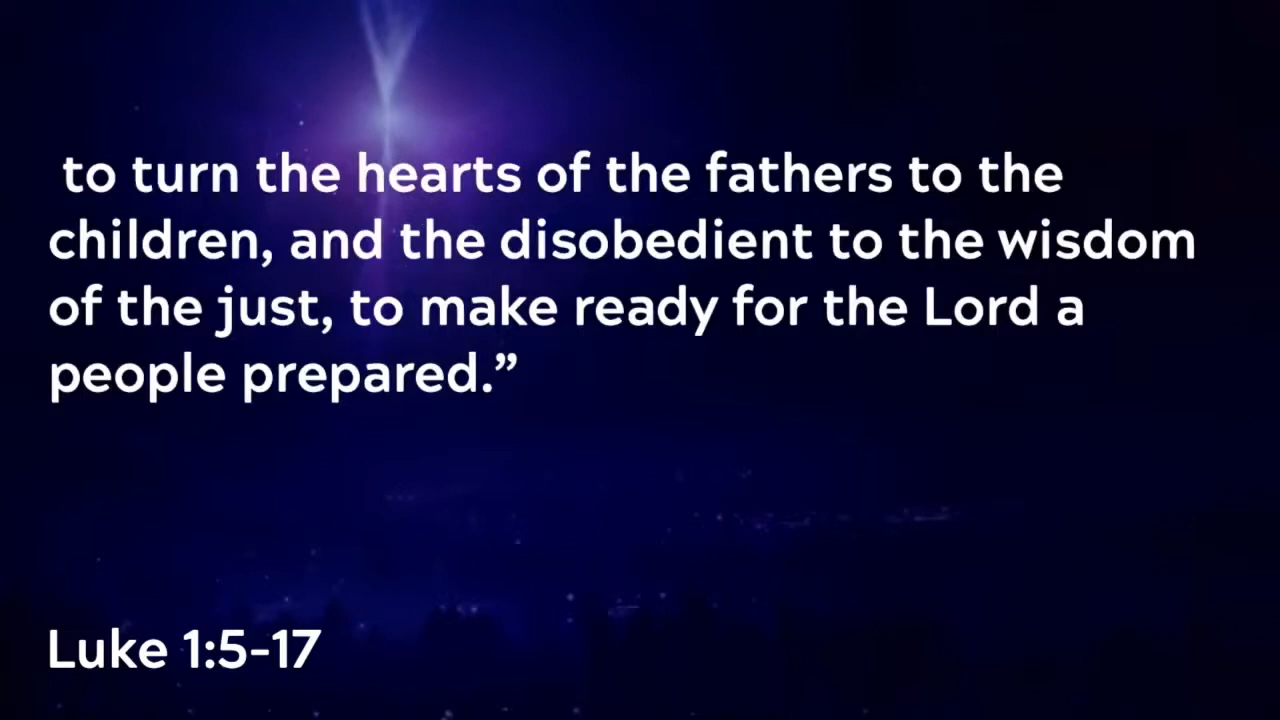 to turn the hearts of the fathers to the
children, and the disobedient to the wisdom
of the just, to make ready for the Lord a
people prepared.”
Luke 1:5-17